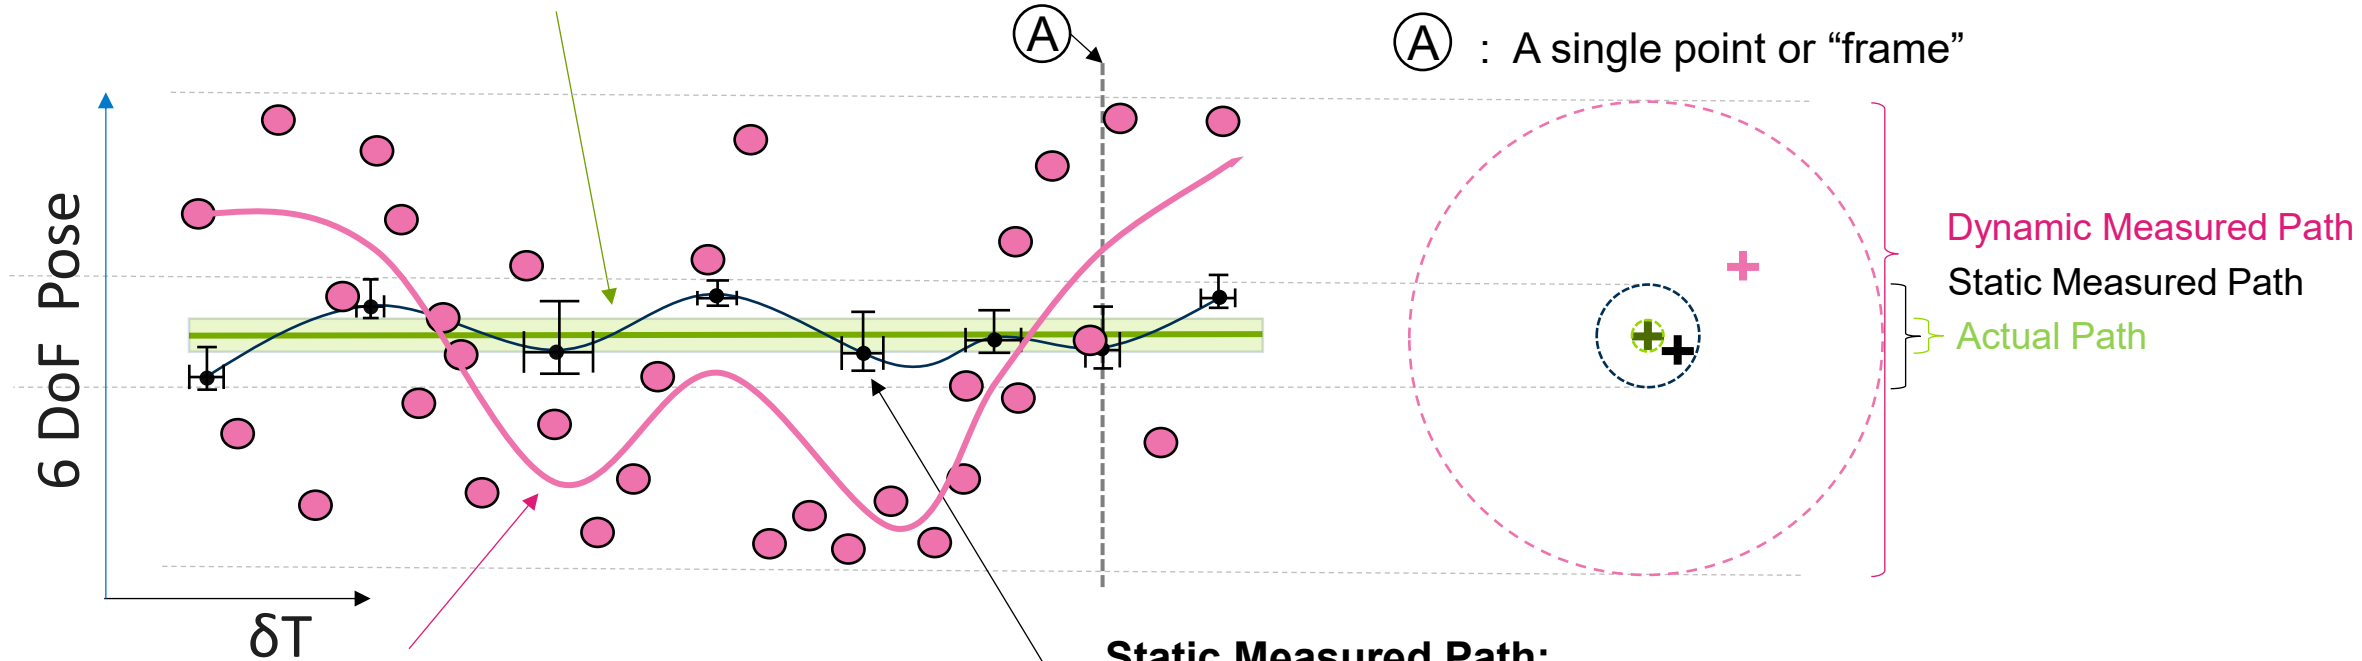 A
A : A single point or “frame”
6 DoF Pose
Dynamic Measured Path
Static Measured Path
Actual Path
δT
Static Measured Path: